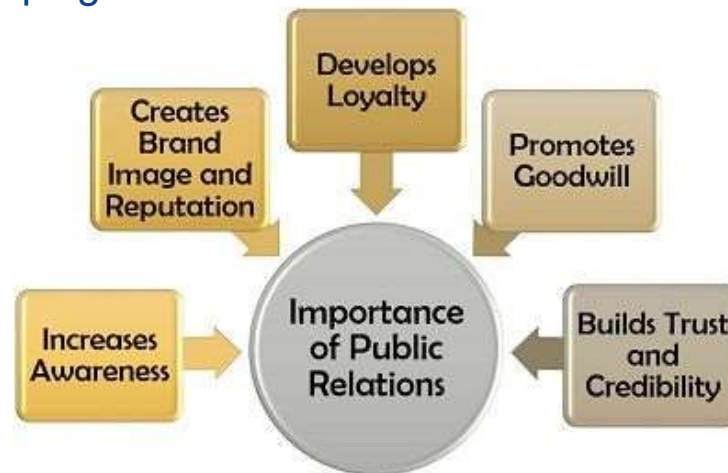 Develops
Loyalty
Creates
Brand
Image and
Reputation
Promotes
Goodwill
Importance
of Public
Relations
Increases
Awareness
Builds Trust
and
Credibility